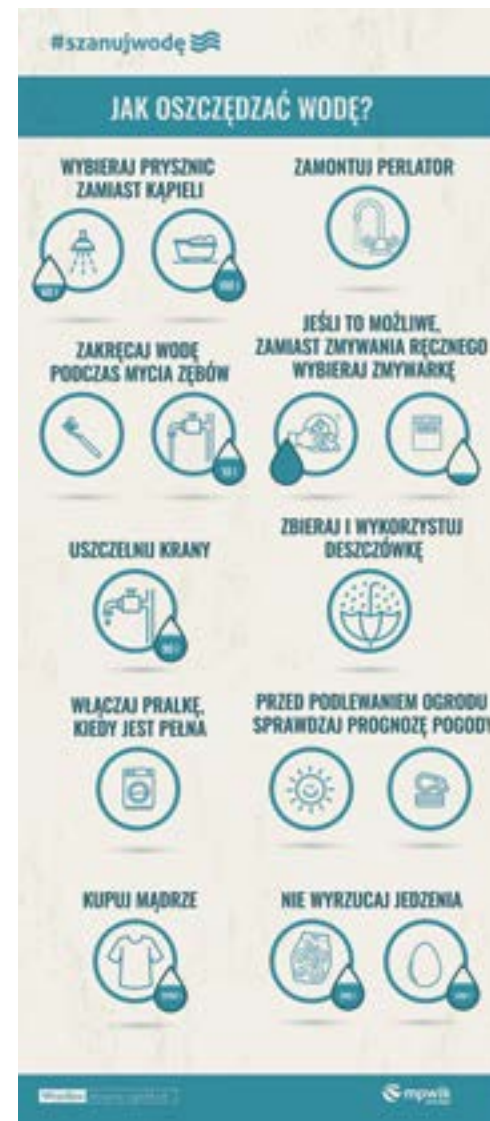 #szanujwodę
JAK OSZCZĘDZAĆ WODĘ?
WYBIERAJ PRYSZNIC
ZAMIAST KĄPIELI
ZAMONTUJ PERLATOR
ZAKRĘCAJ WODĘ
PODCZAS MYCIA ZĘBÓW
JEŚLI TO MOŻLIWE,
ZAMIAST ZMYWANIA RĘCZNEGO
WYBIERAJ ZMYWARKĘ
USZCZELNIJ KRANY
ZBIERAJ I WYKORZYSTUJ
DESZCZÓWKĘ
WŁĄCZAJ PRALKĘ,
KIEDY JEST PEŁNA
PRZED PODLEWANIEM OGRODU
SPRAWDZAJ PROGNOZĘ POGODY
KUPUJ MĄDRZE
NIE WYRZUCAJ JEDZENIA
mpwik